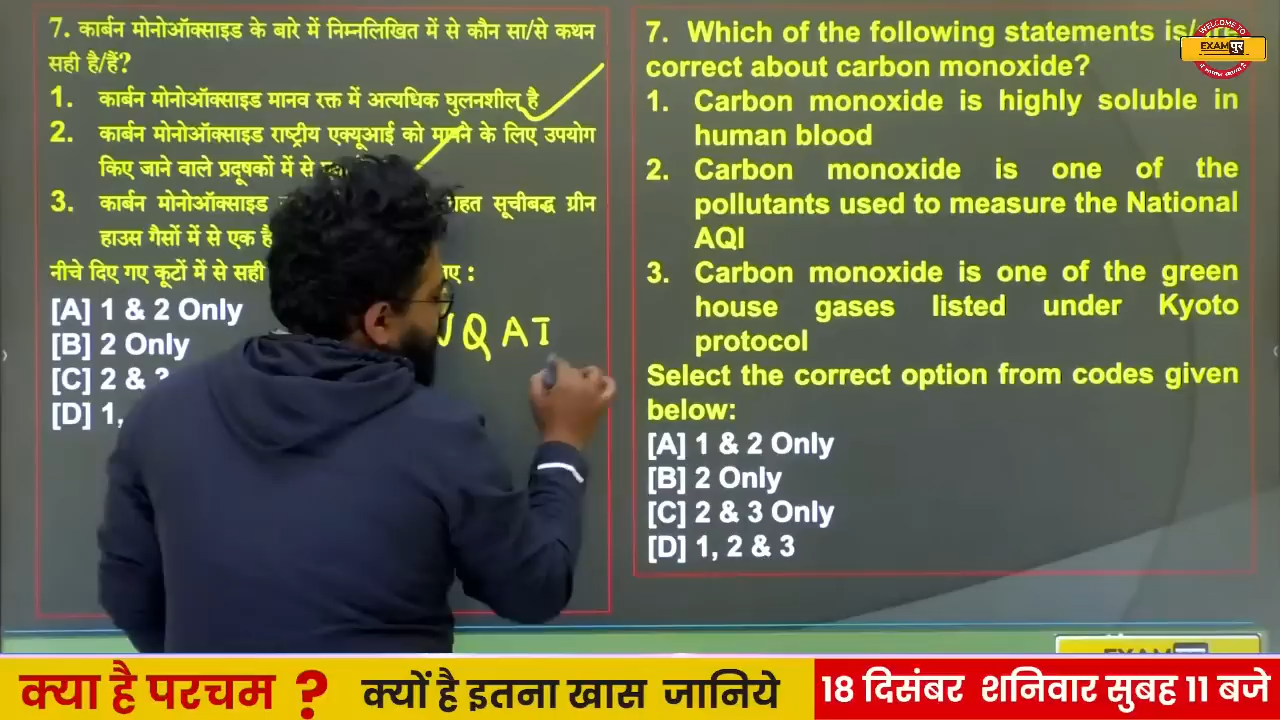 7. कार्बन मोनोऑक्साइड के बारे में निम्नलिखित में से कौन सा/से कथन
सही है/हैं?
1. कार्बन मोनोऑक्साइड मानव रक्त में अत्यधिक घुलनशील है
2. कार्बन मोनोऑक्साइड राष्ट्रीय एक्यूआई को मापने के लिए उपयोग
किए जाने वाले प्रदूषकों में से
3. कार्बन मोनोऑक्साइड सूचीबद्ध ग्रीन
हाउस गैसों में से एक है
नीचे दिए गए कूटों में से सही
[A] 1 & 2 Only
[B] 2 Only
[C] 2 &
[D] 1,
QAI
7. Which of the following statements is/are
correct about carbon monoxide?
1. Carbon monoxide is highly soluble in
human blood
2. Carbon monoxide is one of the
pollutants used to measure the National
AQI
3. Carbon monoxide is one of the green
house gases listed under Kyoto
protocol
Select the correct option from codes given
below:
[A] 1 & 2 Only
[B] 2 Only
[C] 2 & 3 Only
[D] 1, 2 & 3
WELCOME TO
EXAM पुर
क्या है परचम ? क्यों है इतना खास जानिये
18 दिसंबर शनिवार सुबह 11 बजे